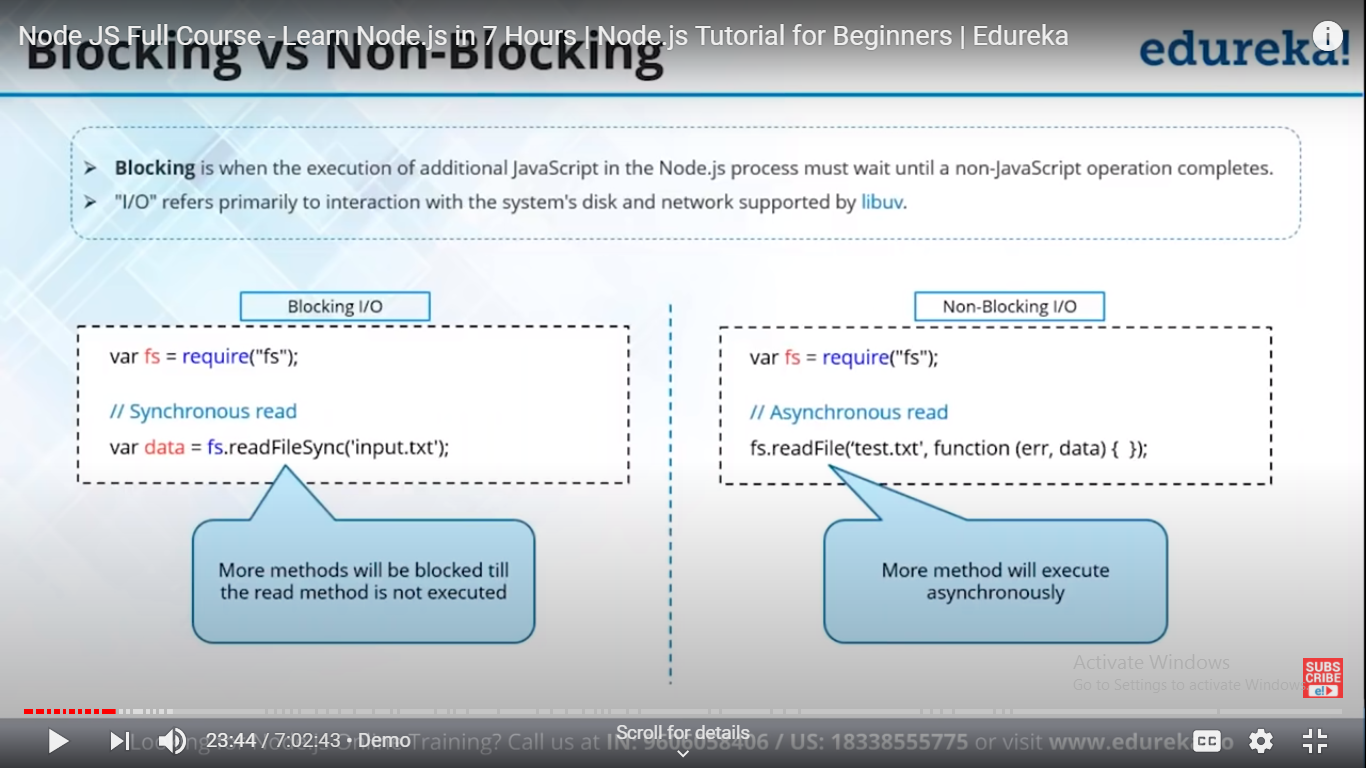 Node JS Full Course - Learn Node.js in 7 Hours | Node.js Tutorial for Beginners | Edureka
Blocking vs Non-Blocking
edureka!
➤ Blocking is when the execution of additional JavaScript in the Node.js process must wait until a non-JavaScript operation completes.
➤ "I/O" refers primarily to interaction with the system's disk and network supported by libuv.
Blocking I/O
var fs = require("fs");
// Synchronous read
var data = fs.readFileSync('input.txt');
More methods will be blocked till
the read method is not executed
Non-Blocking I/O
var fs = require("fs");
// Asynchronous read
fs.readFile('test.txt', function (err, data) { });
More method will execute
asynchronously
Activate Windows
Go to Settings to activate Windows
SUBS
CRIBE
e!
Scroll for details
23:44 / 7:02:43 • Demo
Training? Call us at IN: 9606058406 / US: 18338555775 or visit www.edurek
CC